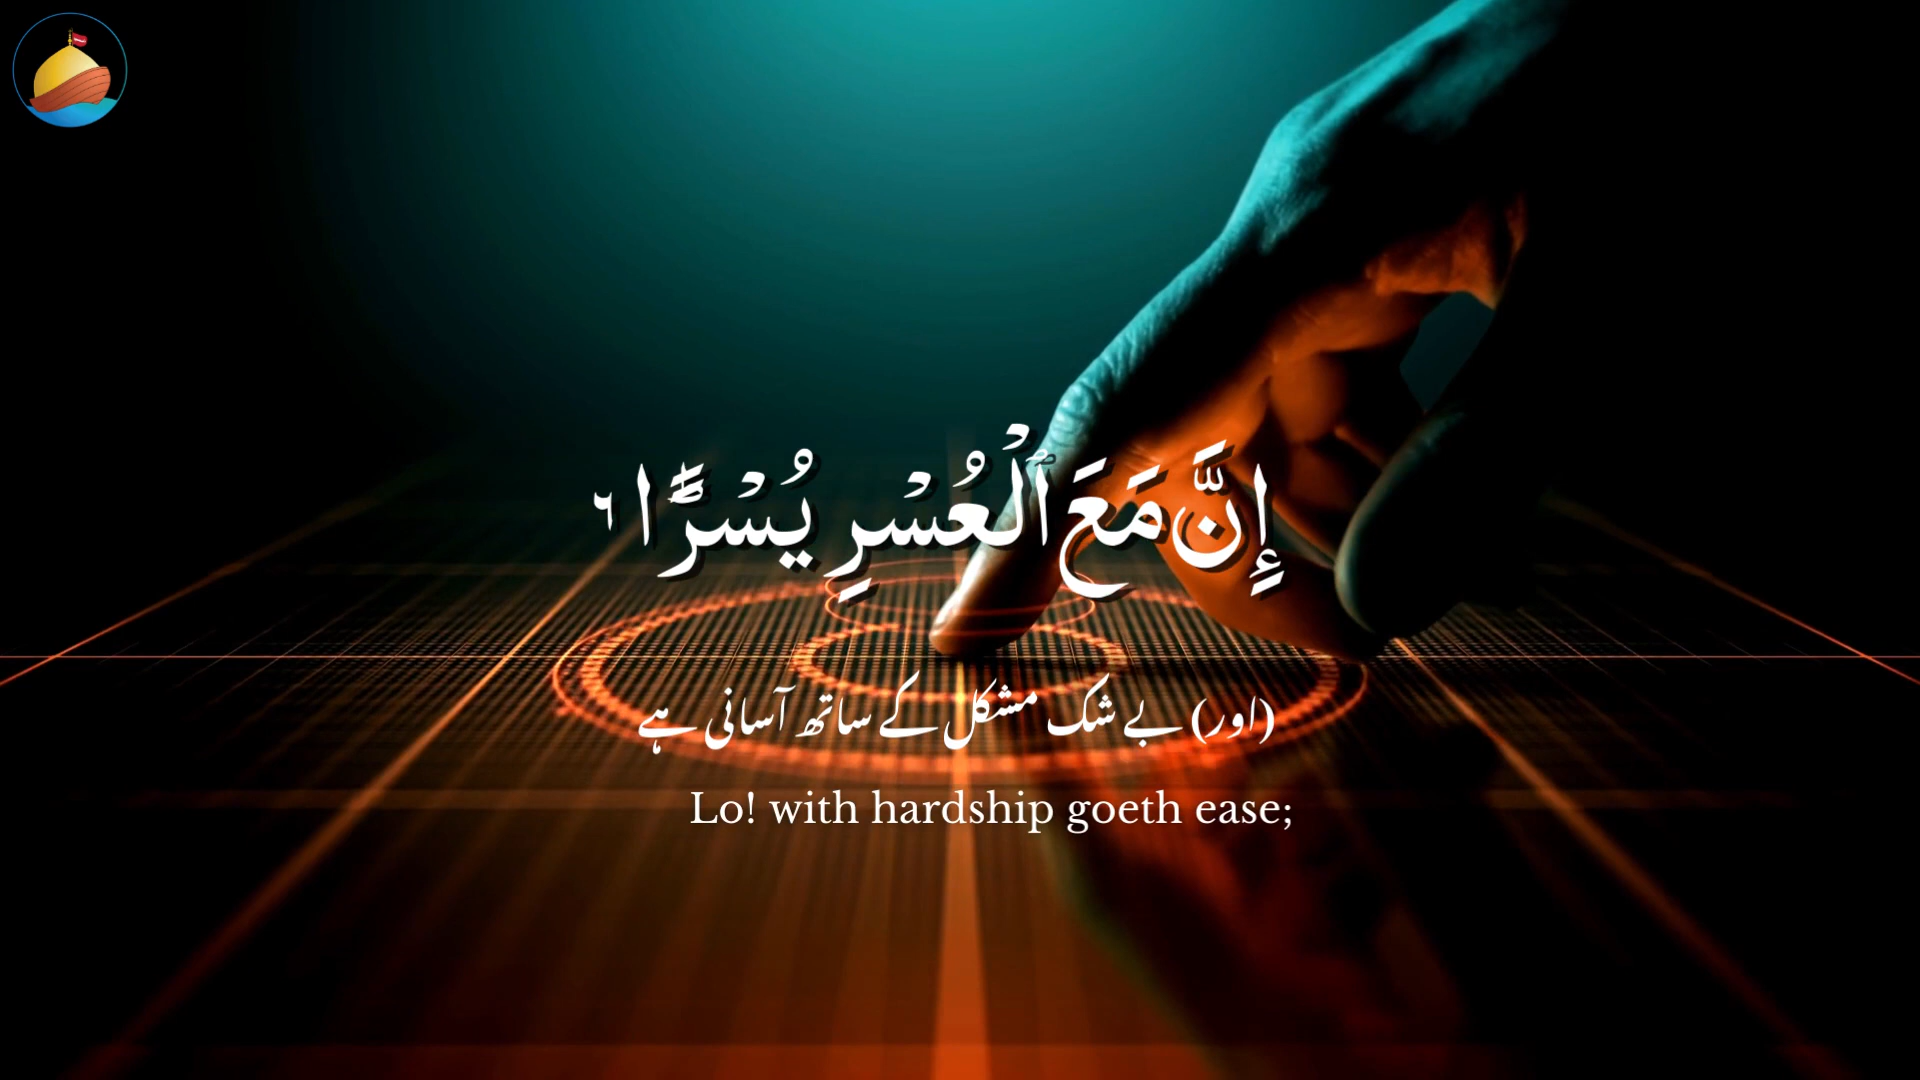 إِنَّ مَعَ ٱلْعُسْرِ يُسْرًاؕ ٦
(اور) بے شک مشکل کے ساتھ آسانی ہے
Lo! with hardship goeth ease;